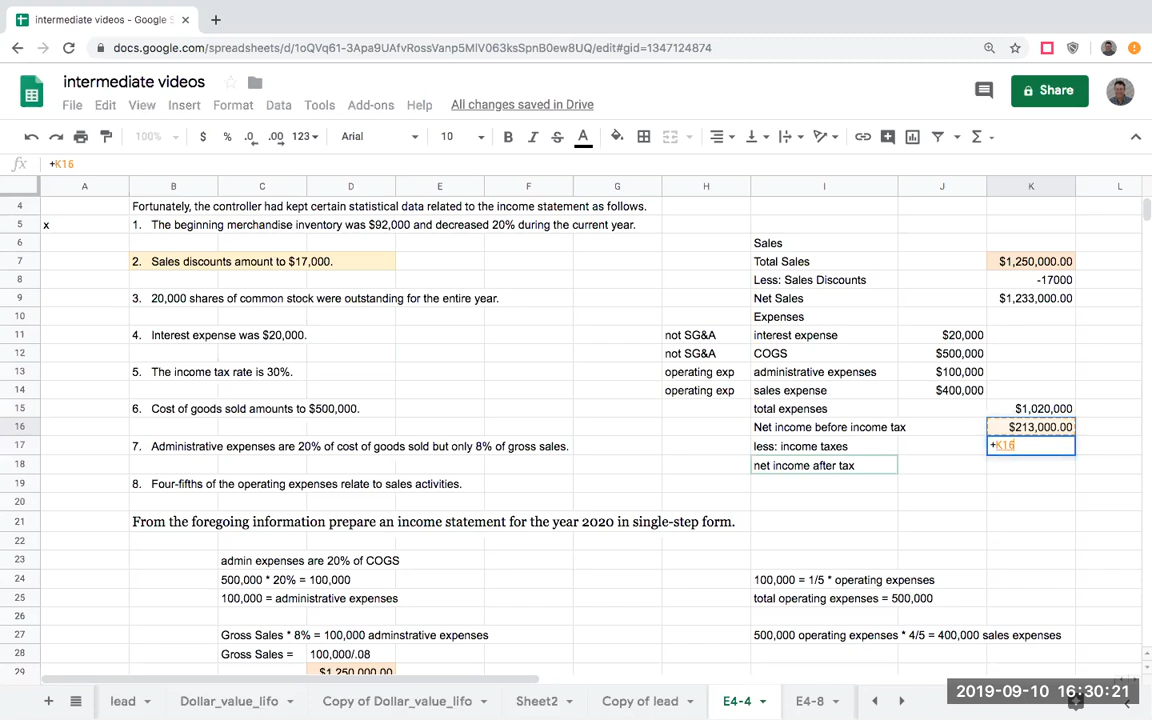 intermediate videos - Google S
docs.google.com/spreadsheets/d/1oQVq61-3Apa9UAfvRossVanp5MlV063ksSpnB0ew8UQ/edit#gid=1347124874
intermediate videos
File Edit View Insert Format Data Tools Add-ons Help All changes saved in Drive
Share
100% $ % .0 .00 123 Arial 10 B I S A
fx +K16
A B C D E F G H I J K L
4 Fortunately, the controller had kept certain statistical data related to the income statement as follows.
5 x 1. The beginning merchandise inventory was $92,000 and decreased 20% during the current year.
6 Sales
7 2. Sales discounts amount to $17,000. Total Sales $1,250,000.00
8 Less: Sales Discounts -17000
9 3. 20,000 shares of common stock were outstanding for the entire year. Net Sales $1,233,000.00
10 Expenses
11 4. Interest expense was $20,000. not SG&A interest expense $20,000
12 not SG&A COGS $500,000
13 5. The income tax rate is 30%. operating exp administrative expenses $100,000
14 operating exp sales expense $400,000
15 6. Cost of goods sold amounts to $500,000. total expenses $1,020,000
16 Net income before income tax $213,000.00
17 7. Administrative expenses are 20% of cost of goods sold but only 8% of gross sales. less: income taxes +K16
18 net income after tax
19 8. Four-fifths of the operating expenses relate to sales activities.
20
21 From the foregoing information prepare an income statement for the year 2020 in single-step form.
22
23 admin expenses are 20% of COGS
24 500,000 * 20% = 100,000 100,000 = 1/5 * operating expenses
25 100,000 = administrative expenses total operating expenses = 500,000
26
27 Gross Sales * 8% = 100,000 adminstrative expenses 500,000 operating expenses * 4/5 = 400,000 sales expenses
28 Gross Sales = 100,000/.08
29 $1,250,000.00
lead Dollar_value_lifo Copy of Dollar_value_lifo Sheet2 Copy of lead E4-4 E4-8
2019-09-10 16:30:21